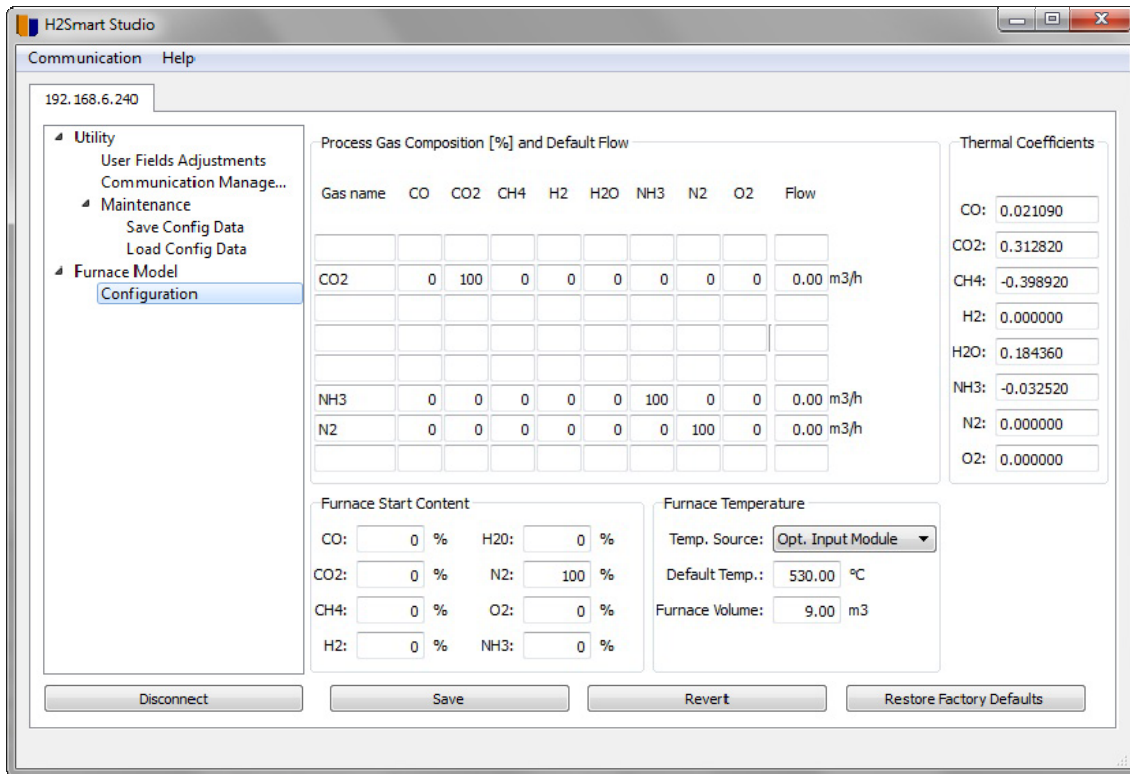 H2Smart Studio
Communication Help
192.168.6.240
Utility
User Fields Adjustments
Communication Manage...
Maintenance
Save Config Data
Load Config Data
Furnace Model
Configuration
Process Gas Composition [%] and Default Flow
Gas name CO CO2 CH4 H2 H2O NH3 N2 O2 Flow
CO2 0 100 0 0 0 0 0 0 0.00 m3/h
NH3 0 0 0 0 0 100 0 0 0.00 m3/h
N2 0 0 0 0 0 0 100 0 0.00 m3/h
Thermal Coefficients
CO: 0.021090
CO2: 0.312820
CH4: -0.398920
H2: 0.000000
H2O: 0.184360
NH3: -0.032520
N2: 0.000000
O2: 0.000000
Furnace Start Content
CO: 0 % H20: 0 %
CO2: 0 % N2: 100 %
CH4: 0 % O2: 0 %
H2: 0 % NH3: 0 %
Furnace Temperature
Temp. Source: Opt. Input Module
Default Temp.: 530.00 ºC
Furnace Volume: 9.00 m3
Disconnect Save Revert Restore Factory Defaults